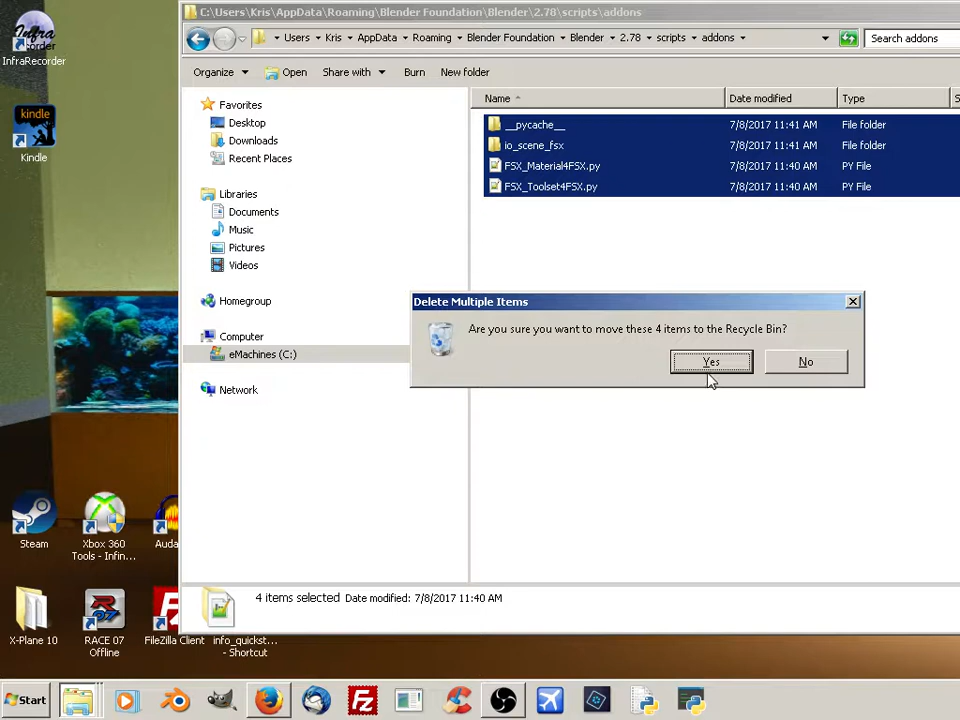 C:\Users\Kris\AppData\Roaming\Blender Foundation\Blender\2.78\scripts\addons
Users Kris AppData Roaming Blender Foundation Blender 2.78 scripts addons
Search addons
Organize Open Share with Burn New folder
Name Date modified Type S
Favorites
Desktop
Downloads
Recent Places
Libraries
Documents
Music
Pictures
Videos
Homegroup
Computer
eMachines (C:)
Network
__pycache__ 7/8/2017 11:41 AM File folder
io_scene_fsx 7/8/2017 11:41 AM File folder
FSX_Material4FSX.py 7/8/2017 11:40 AM PY File
FSX_Toolset4FSX.py 7/8/2017 11:40 AM PY File
Delete Multiple Items
Are you sure you want to move these 4 items to the Recycle Bin?
Yes No
4 items selected Date modified: 7/8/2017 11:40 AM
Infra
Recorder
InfraRecorder
kindle
Kindle
Steam
Xbox 360
Tools - Infin...
Auda
X-Plane 10
RACE 07
Offline
FileZilla Client
info_quickst...
- Shortcut
Start